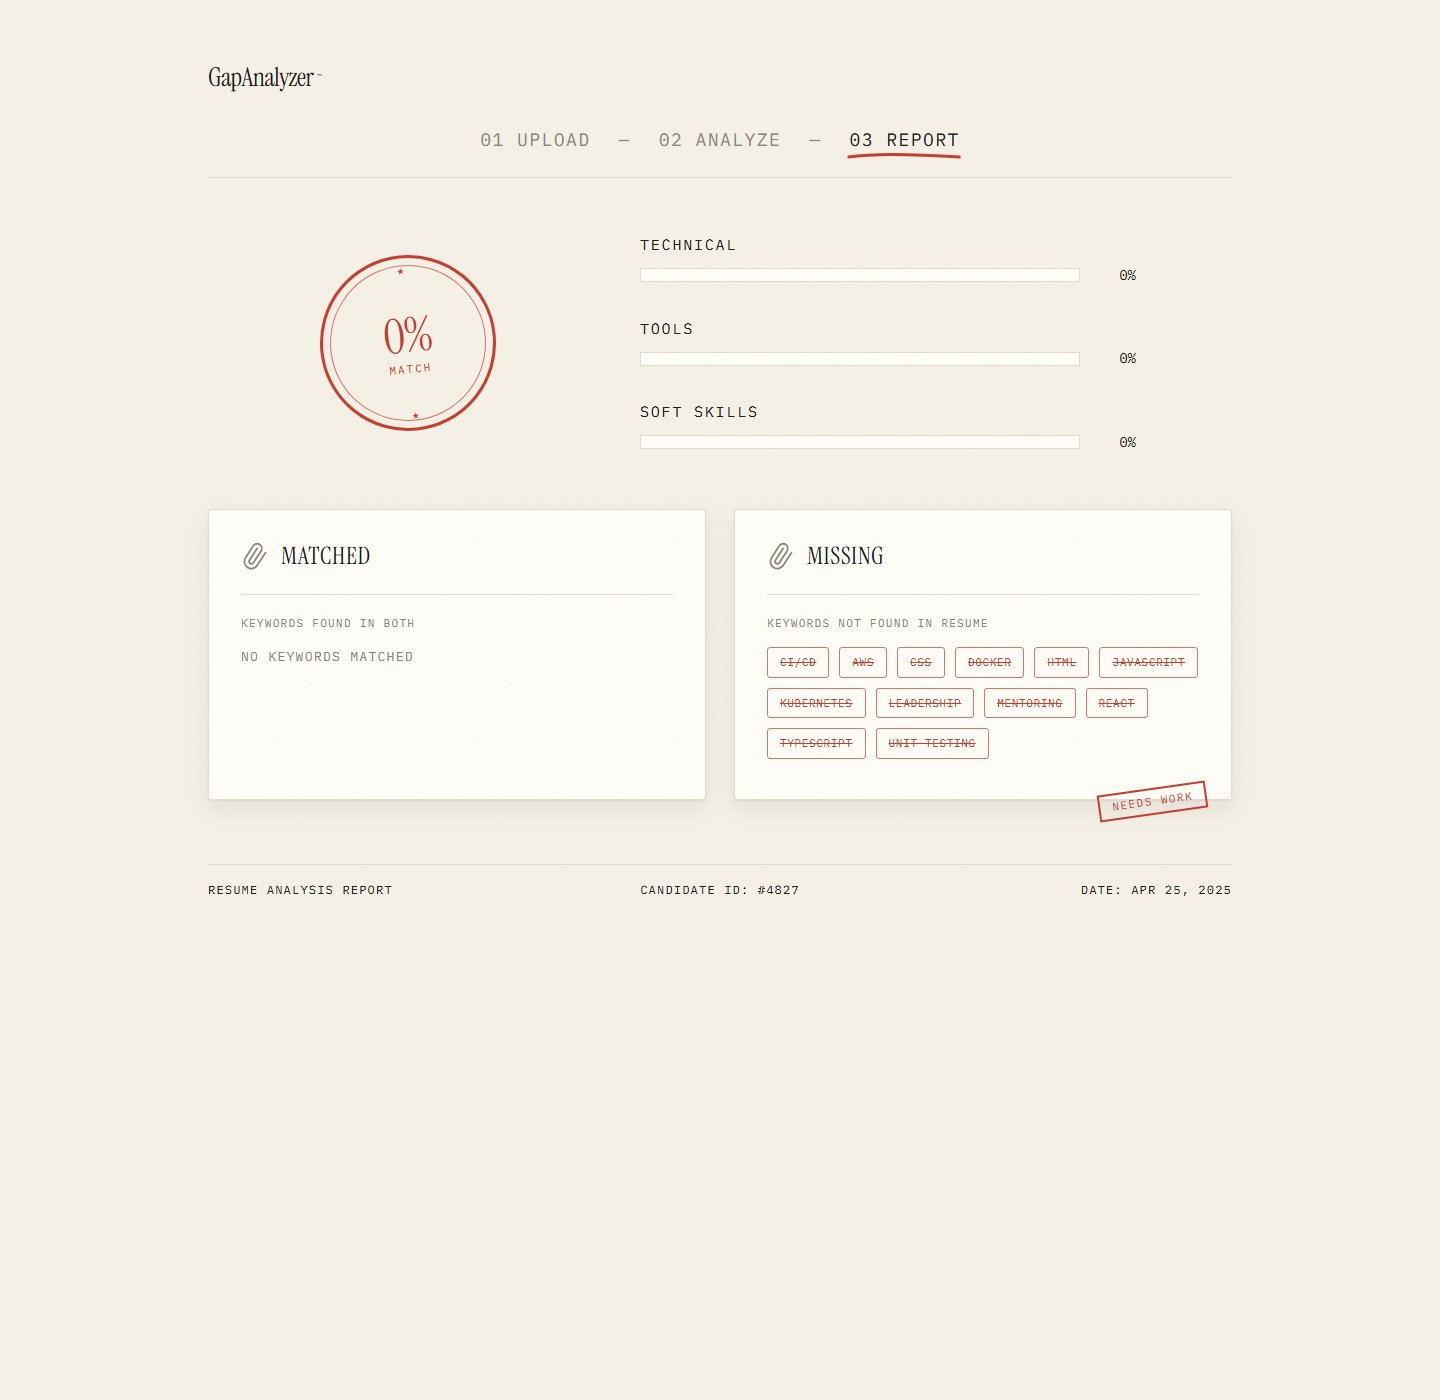 GapAnalyzer™
01 UPLOAD — 02 ANALYZE — 03 REPORT
★
0%
MATCH
★
TECHNICAL
0%
TOOLS
0%
SOFT SKILLS
0%
MATCHED
KEYWORDS FOUND IN BOTH
NO KEYWORDS MATCHED
MISSING
KEYWORDS NOT FOUND IN RESUME
CI/CD AWS CSS DOCKER HTML JAVASCRIPT
KUBERNETES LEADERSHIP MENTORING REACT
TYPESCRIPT UNIT TESTING
NEEDS WORK
RESUME ANALYSIS REPORT CANDIDATE ID: #4827 DATE: APR 25, 2025